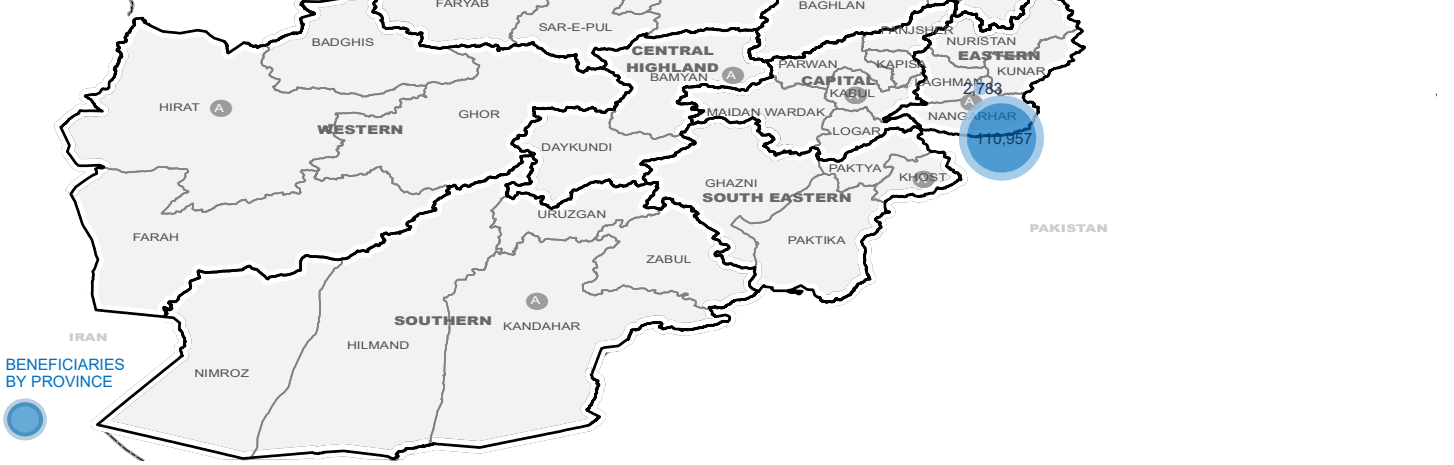 FARYAB
BAGHLAN
SAR-E-PUL
PANJSHER
BADGHIS
NURISTAN
CENTRAL
HIGHLAND
EASTERN
PARWAN
KAPISA
KUNAR
BAMYAN
A
CAPITAL
LAGHMAN
2,783
KABUL
A
HIRAT
A
GHOR
MAIDAN WARDAK
NANGARHAR
WESTERN
LOGAR
110,957
DAYKUNDI
PAKTYA
KHOST
GHAZNI
SOUTH EASTERN
URUZGAN
PAKISTAN
FARAH
PAKTIKA
ZABUL
A
SOUTHERN
KANDAHAR
IRAN
HILMAND
BENEFICIARIES
BY PROVINCE
NIMROZ